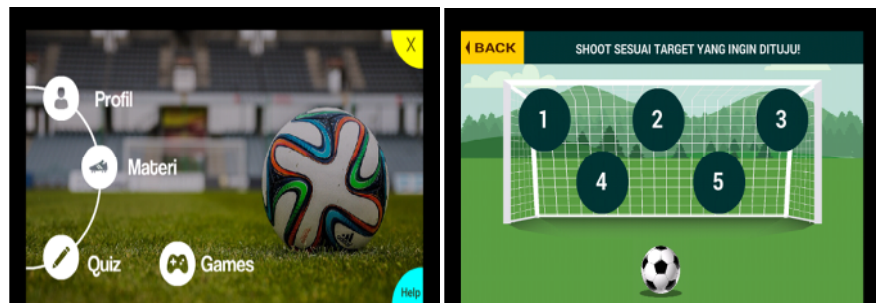 X
Profil
Materi
Quiz
Games
Help
BACK
SHOOT SESUAI TARGET YANG INGIN DITUJU!
1
2
3
4
5